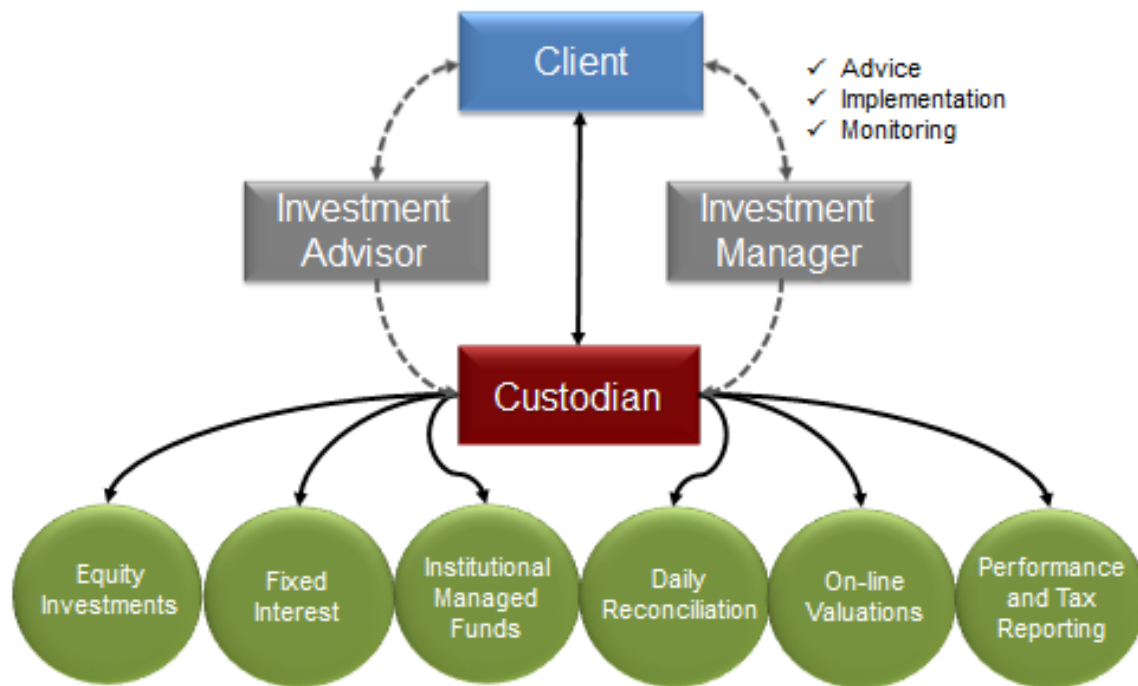 Client
✓ Advice
✓ Implementation
✓ Monitoring
Investment
Advisor
Investment
Manager
Custodian
Equity
Investments
Fixed
Interest
Institutional
Managed
Funds
Daily
Reconciliation
On-line
Valuations
Performance
and Tax
Reporting